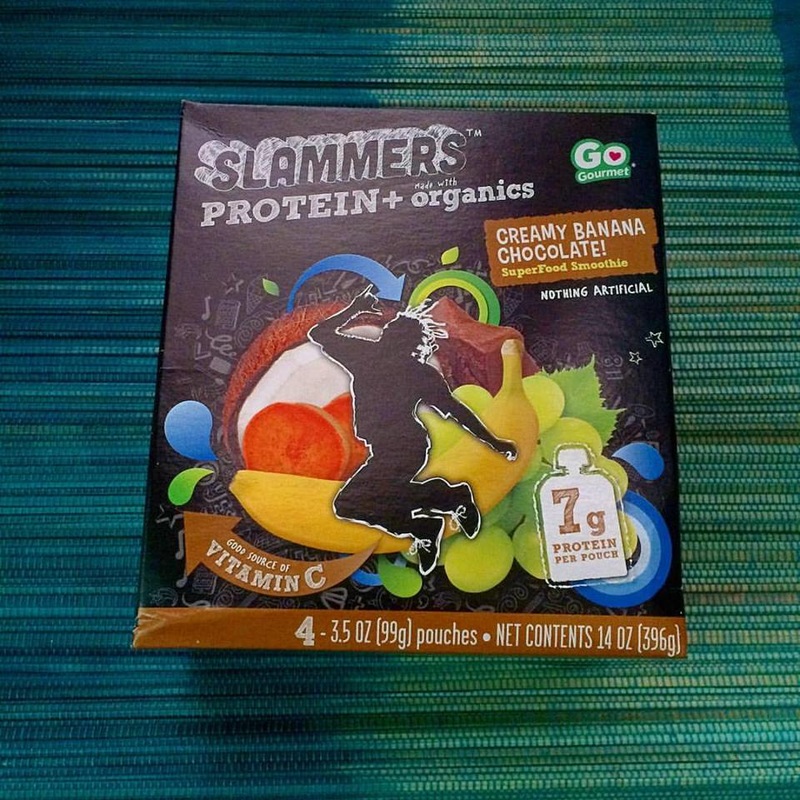 SLAMMERS™
made with
PROTEIN+ organics
GO
Gourmet
CREAMY BANANA
CHOCOLATE!
SuperFood Smoothie
NOTHING ARTIFICIAL
7g
PROTEIN
PER POUCH
GOOD SOURCE OF
VITAMIN C
4 - 3.5 OZ (99g) pouches • NET CONTENTS 14 OZ (396g)